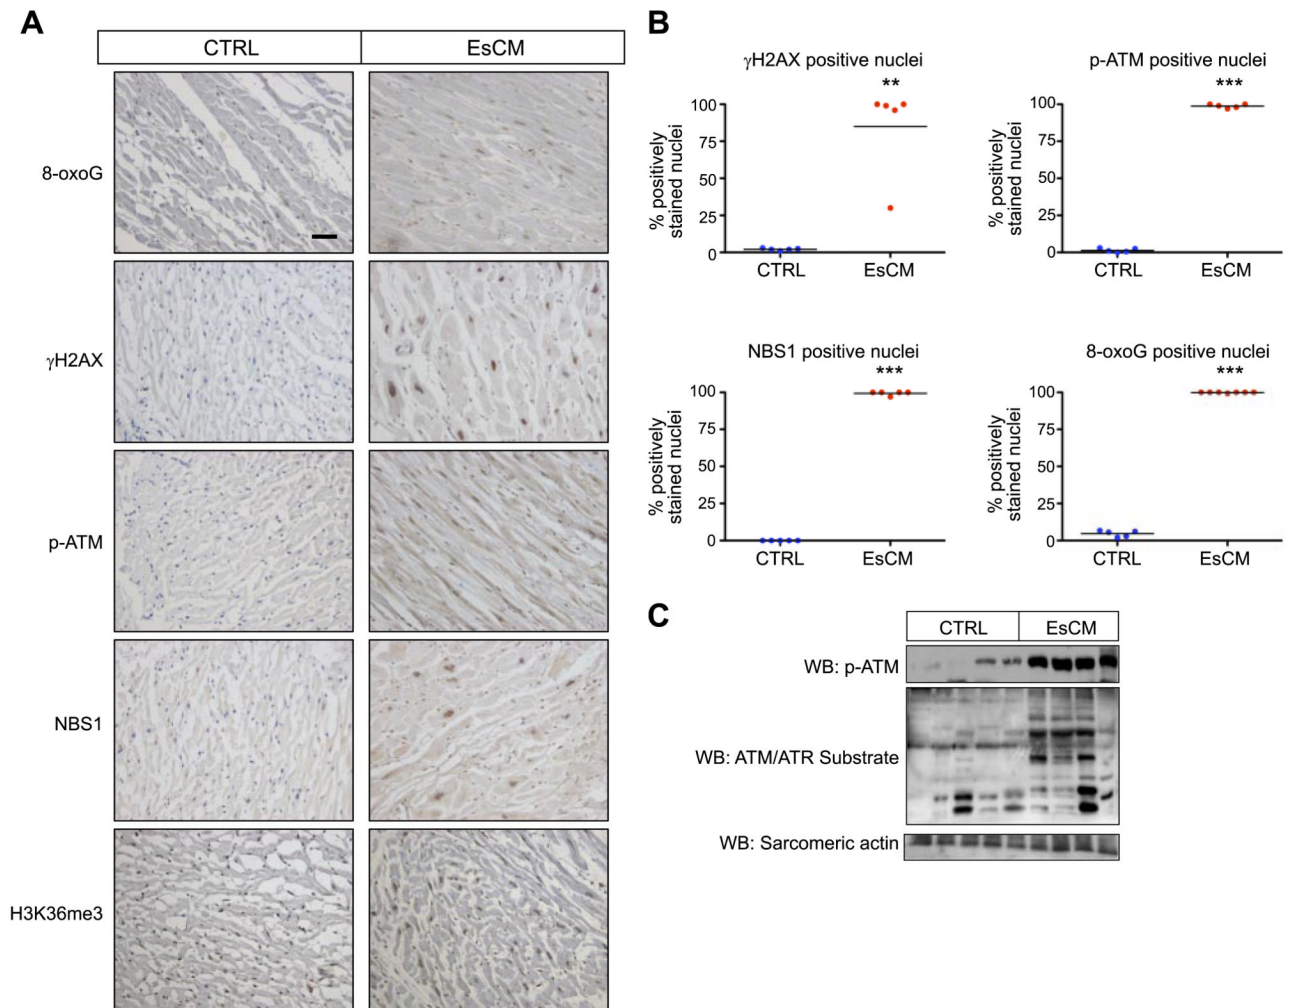 A
CTRL
EsCM
8-oxoG
γH2AX
p-ATM
NBS1
H3K36me3
B
γH2AX positive nuclei
**
% positively
stained nuclei
100
75
50
25
0
CTRL
EsCM
p-ATM positive nuclei
***
% positively
stained nuclei
100
75
50
25
0
CTRL
EsCM
NBS1 positive nuclei
***
% positively
stained nuclei
100
75
50
25
0
CTRL
EsCM
8-oxoG positive nuclei
***
% positively
stained nuclei
100
75
50
25
0
CTRL
EsCM
C
CTRL
EsCM
WB: p-ATM
WB: ATM/ATR Substrate
WB: Sarcomeric actin